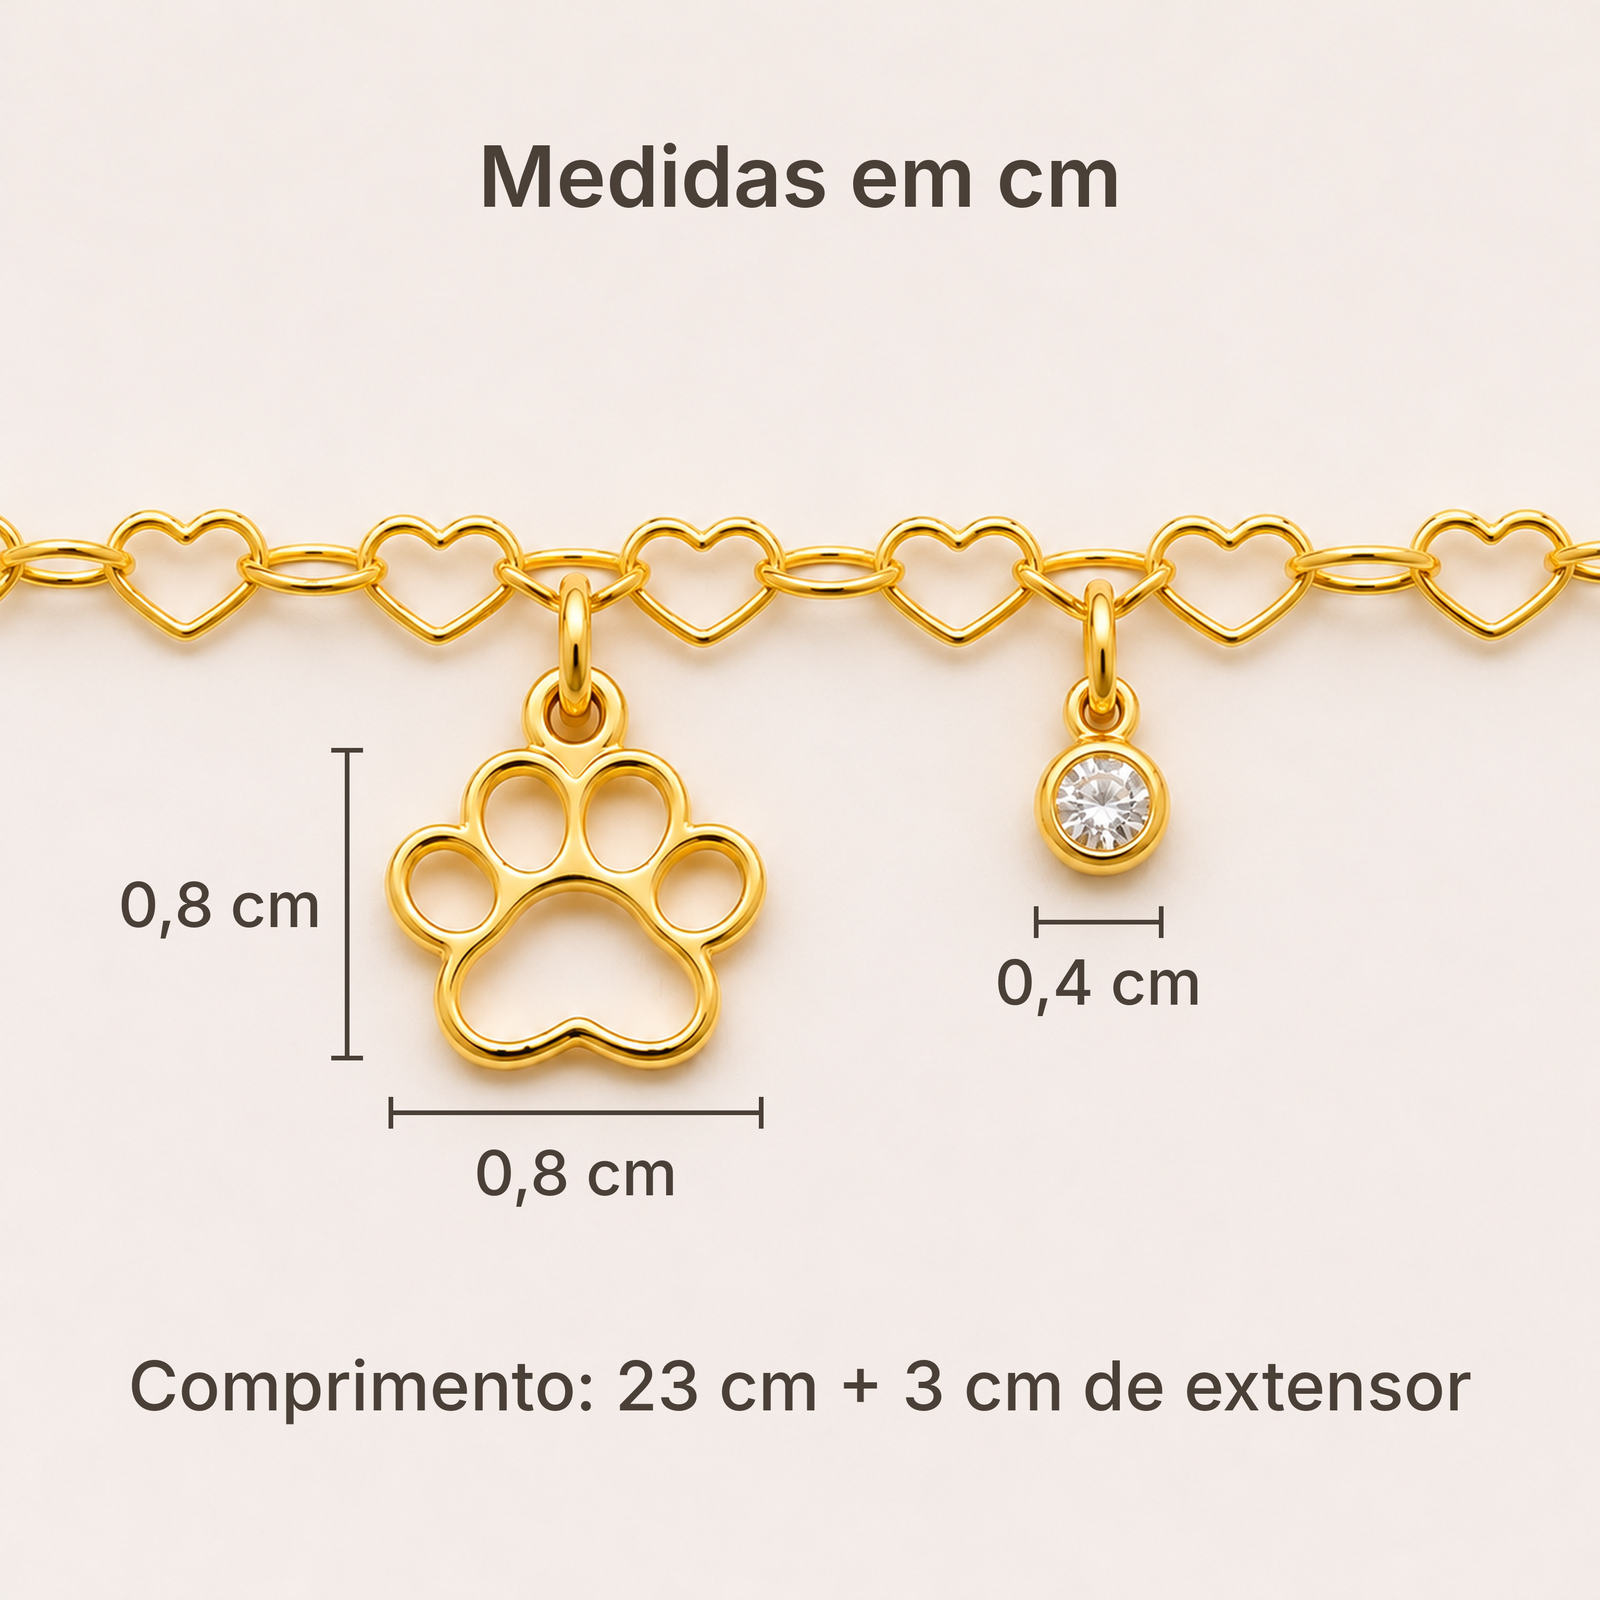 Medidas em cm
0,8 cm
0,4 cm
0,8 cm
Comprimento: 23 cm + 3 cm de extensor